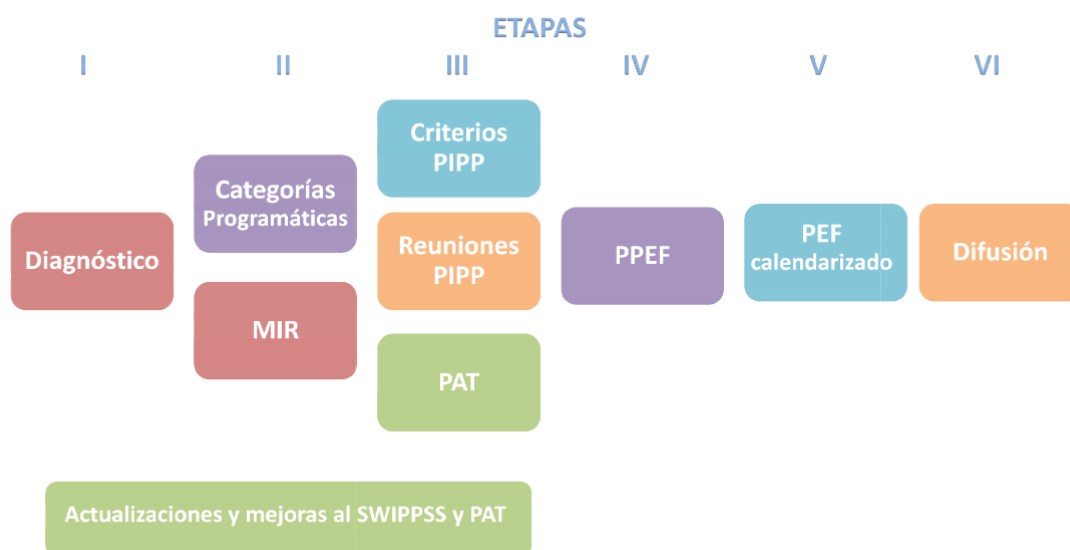 ETAPAS
I
II
III
IV
V
VI
Diagnóstico
Categorías
Programáticas
MIR
Criterios
PIPP
Reuniones
PIPP
PAT
PPEF
PEF
calendarizado
Difusión
Actualizaciones y mejoras al SWIPPSS y PAT